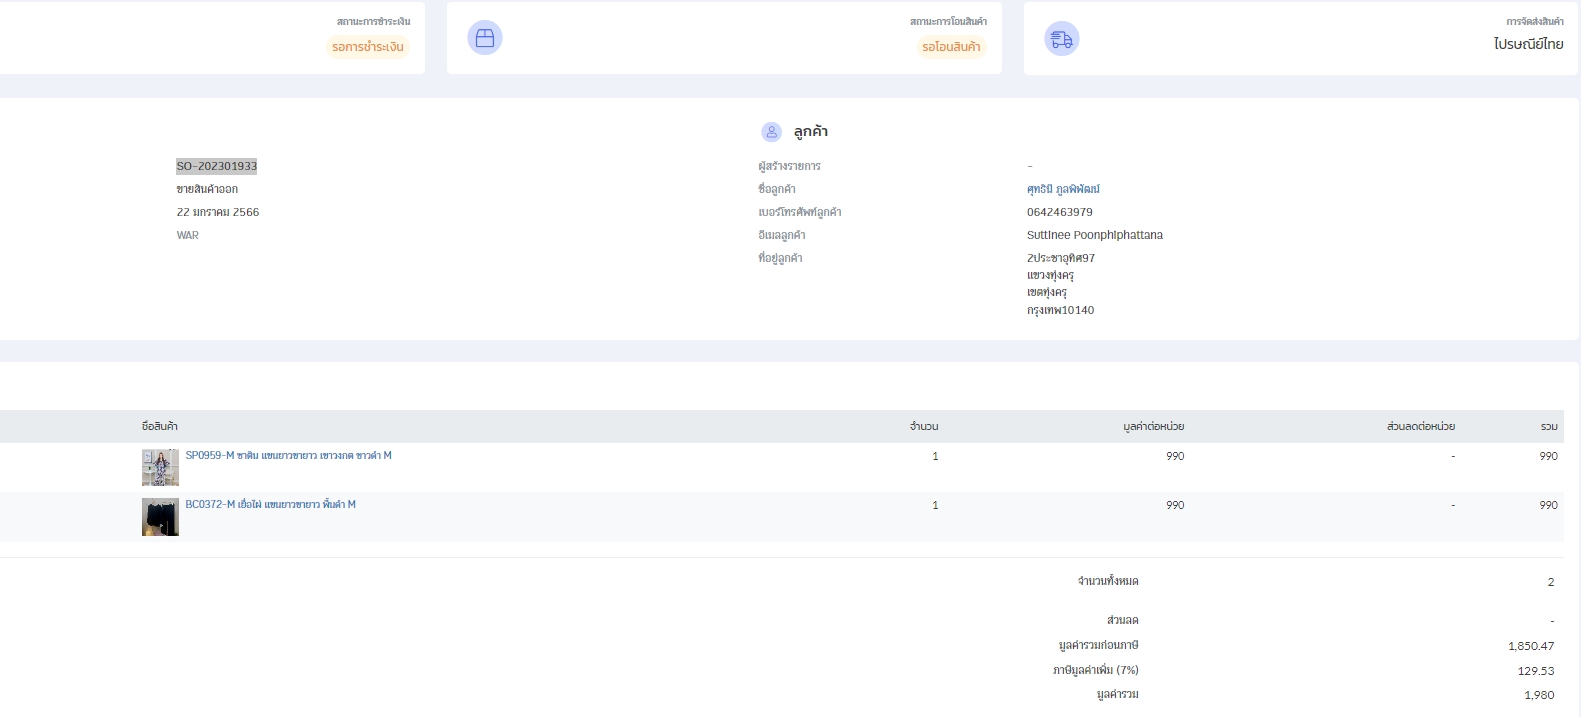 สถานะการชำระเงิน
รอการชำระเงิน
สถานะการโอนสินค้า
รอโอนสินค้า
การจัดส่งสินค้า
ไปรษณีย์ไทย
ลูกค้า
SO-202301933
ผู้สร้างรายการ -
ขายสินค้าออก
ชื่อลูกค้า ศุทธินี ภูลพิพัฒน์
22 มกราคม 2566
เบอร์โทรศัพท์ลูกค้า 0642463979
WAR
อีเมลลูกค้า Suttinee Poonphiphattana
ที่อยู่ลูกค้า 2ประชาอุทิศ97
แขวงทุ่งครุ
เขตทุ่งครุ
กรุงเทพ10140
ชื่อสินค้า จำนวน มูลค่าต่อหน่วย ส่วนลดต่อหน่วย รวม
SP0959-M ซาติน แขนยาวขายาว เขาวงกต ขาวดำ M 1 990 - 990
BC0372-M เยื่อไผ่ แขนยาวขายาว พื้นดำ M 1 990 - 990
จำนวนทั้งหมด 2
ส่วนลด -
มูลค่ารวมก่อนภาษี 1,850.47
ภาษีมูลค่าเพิ่ม (7%) 129.53
มูลค่ารวม 1,980